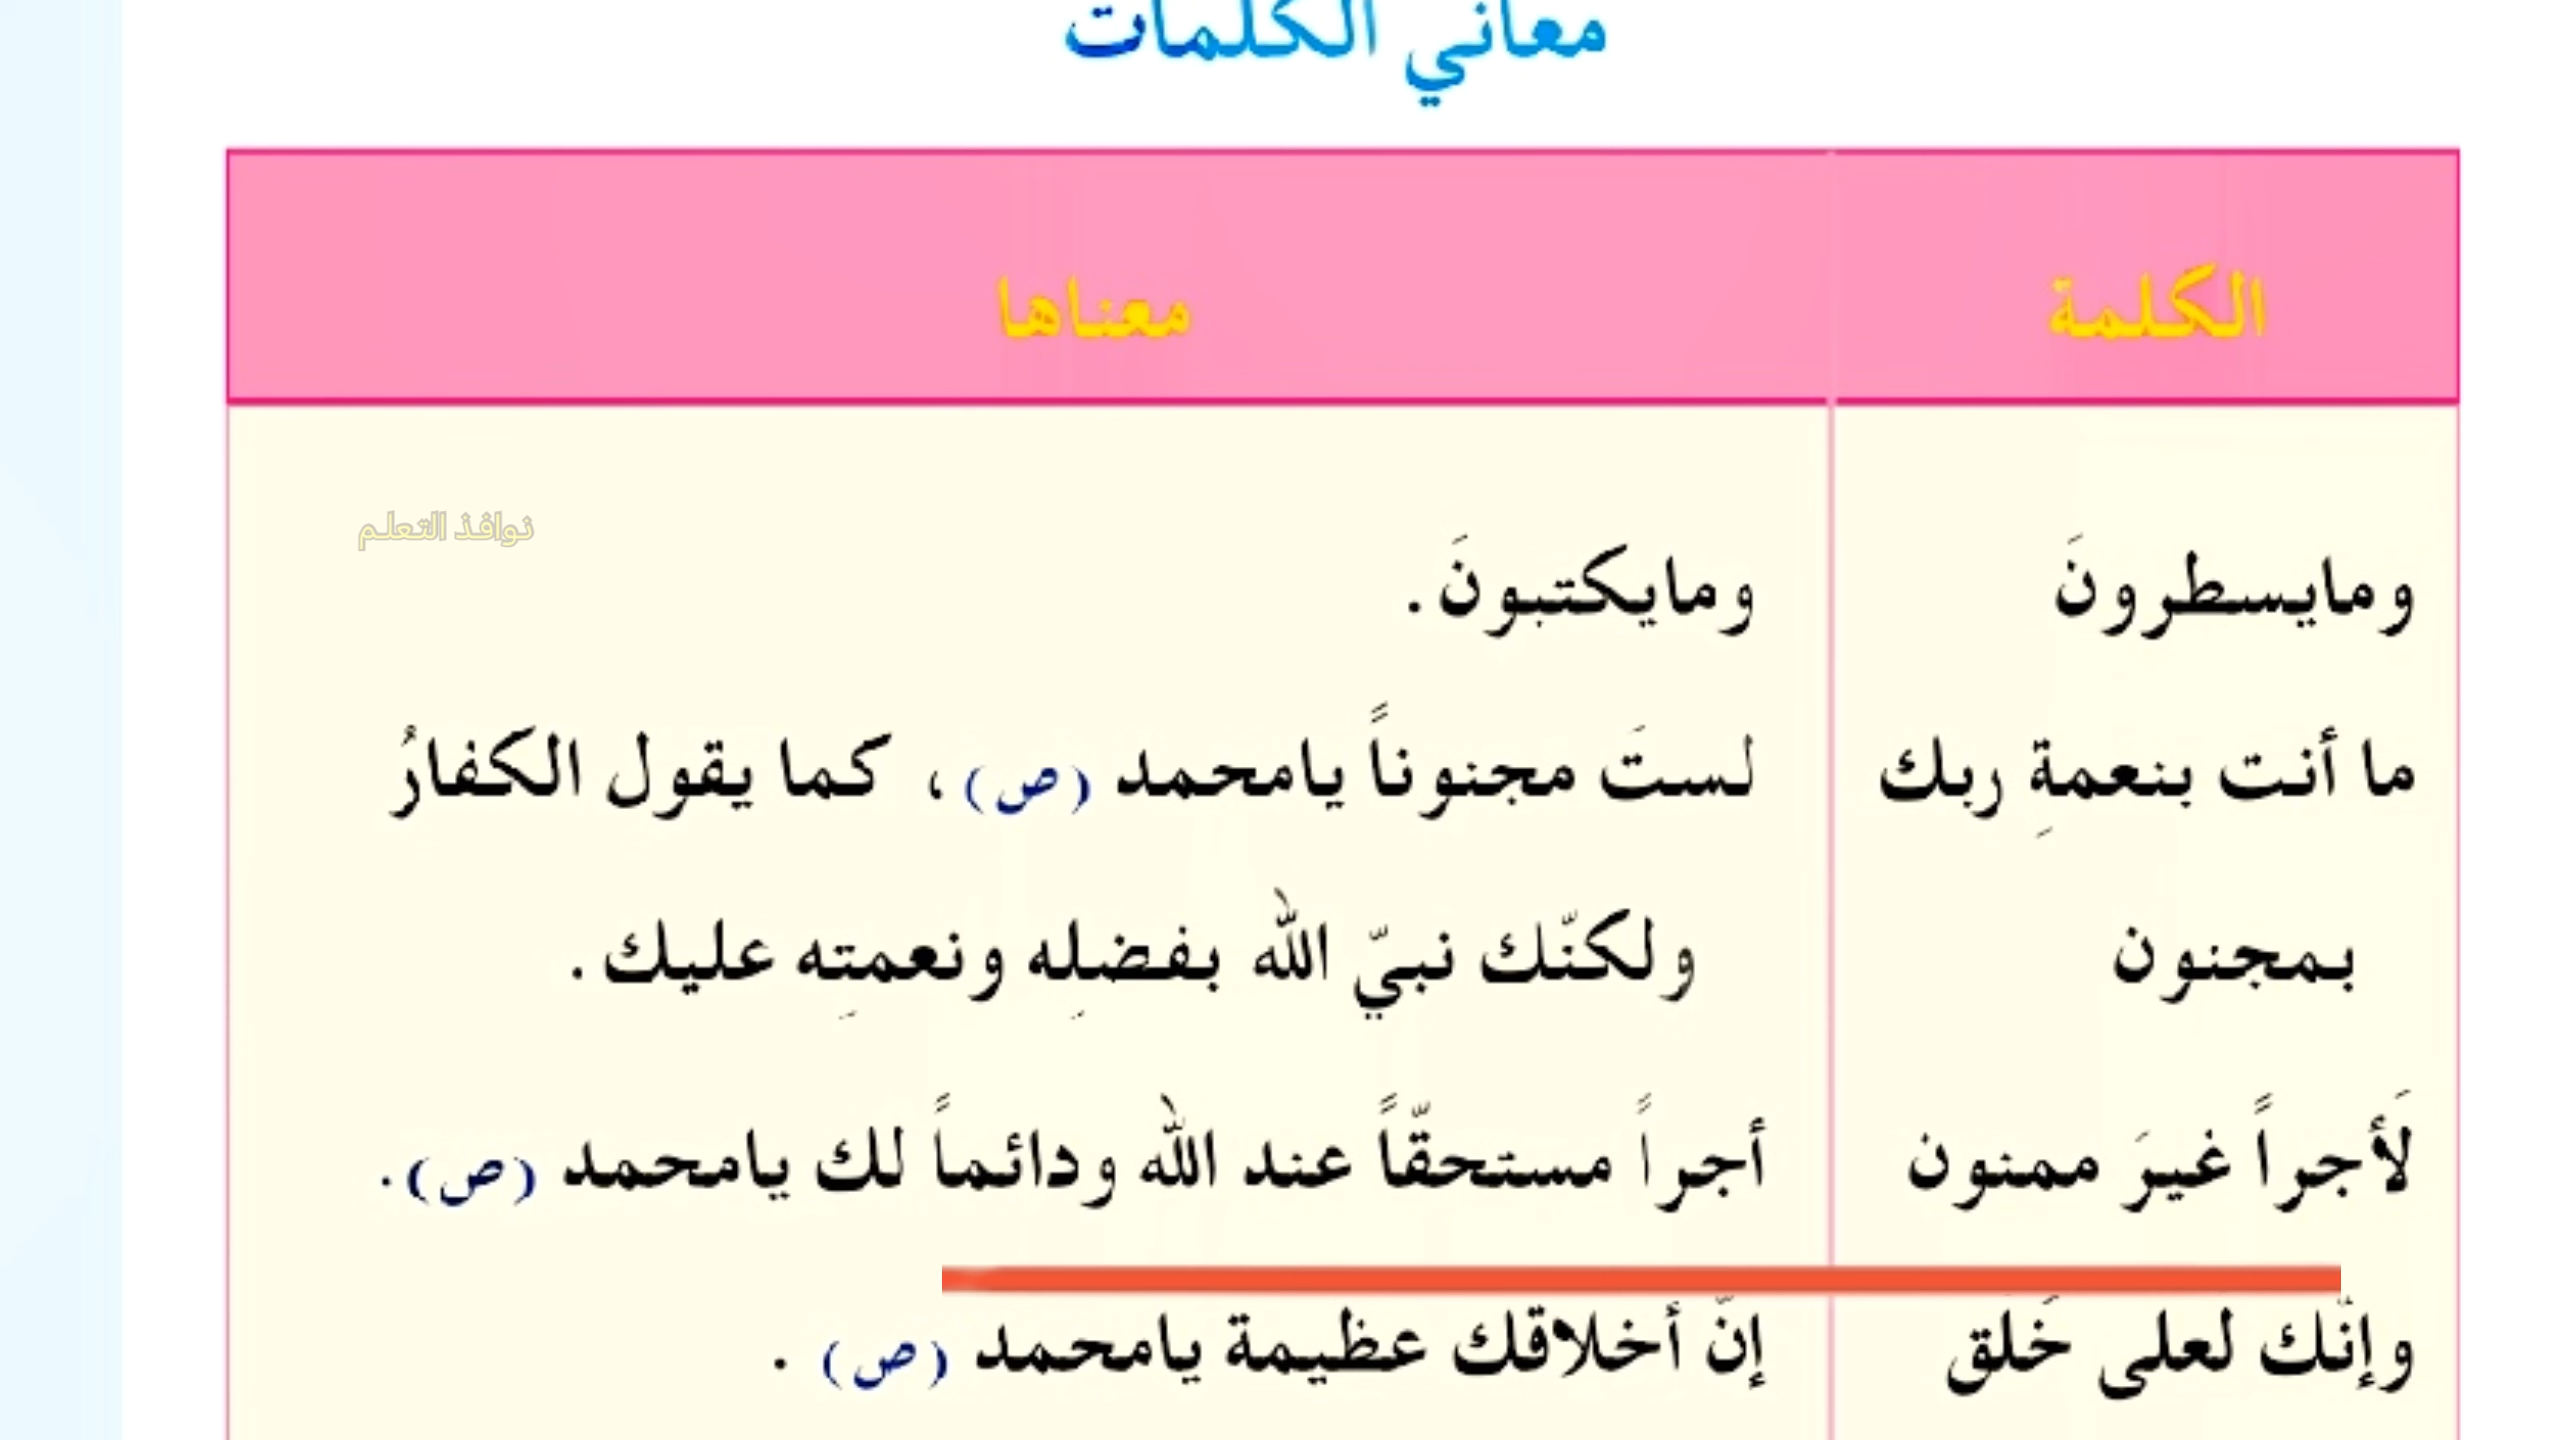 معاني الكلمات
الكلمة معناها
نوافذ التعلم
ومايسطرونَ ومايكتبونَ .
ما أنت بنعمةِ ربك لستَ مجنوناً يامحمد (ص) ، كما يقول الكفارُ
بمجنون ولكنّك نبيّ الله بفضلِه ونعمتِه عليك .
لَأجراً غيرَ ممنون أجراً مستحقّاً عند الله ودائماً لك يامحمد (ص) .
وإنّك لعلى خَلق إنّ أخلاقك عظيمة يامحمد (ص) .